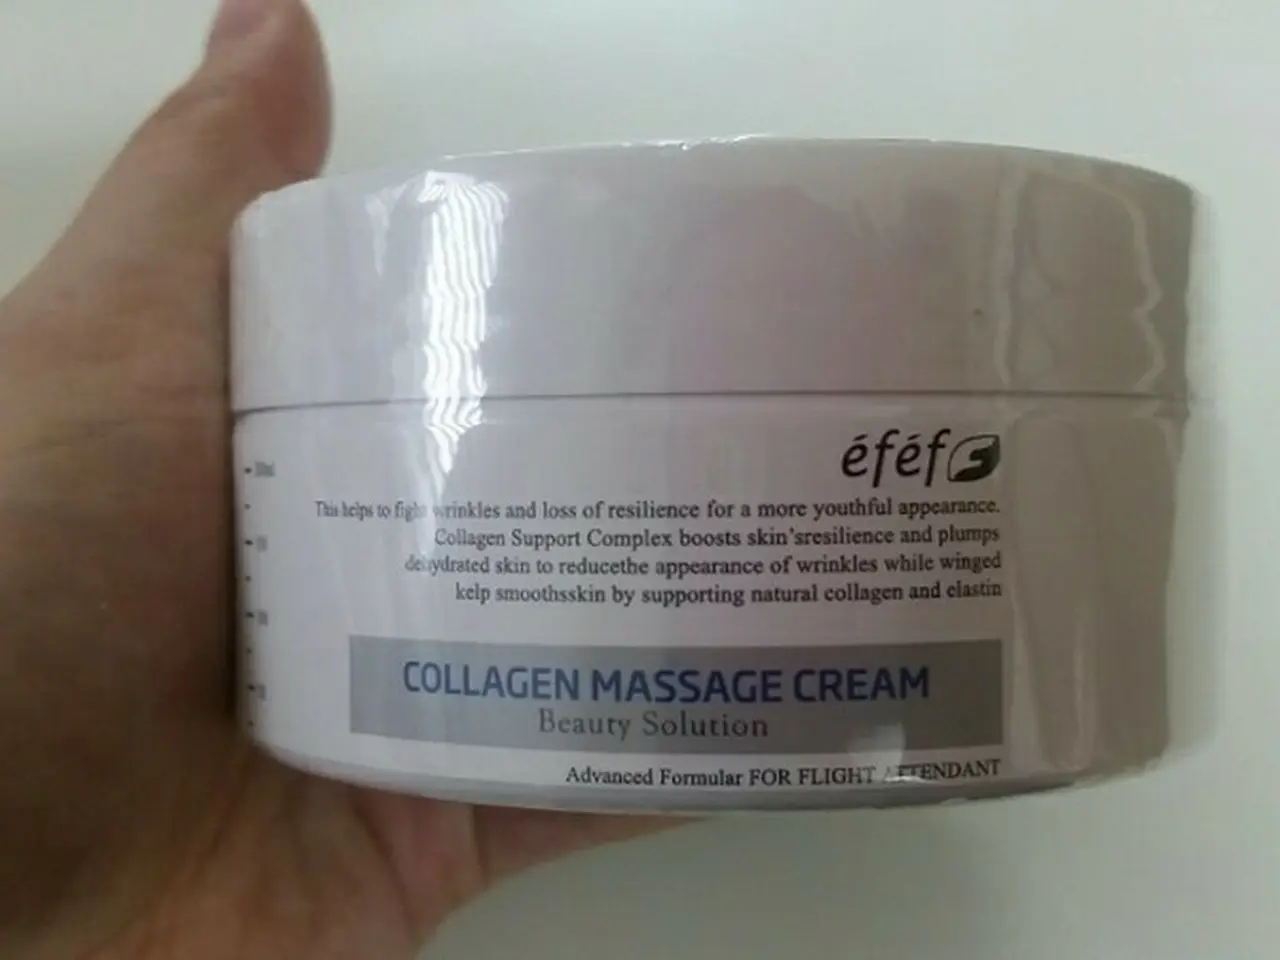 éféf
This helps to fight wrinkles and loss of resilience for a more youthful appearance.
Collagen Support Complex boosts skin'sresilience and plumps
dehydrated skin to reducethe appearance of wrinkles while winged
kelp smoothsskin by supporting natural collagen and elastin
COLLAGEN MASSAGE CREAM
Beauty Solution
Advanced Formular FOR FLIGHT ATTENDANT